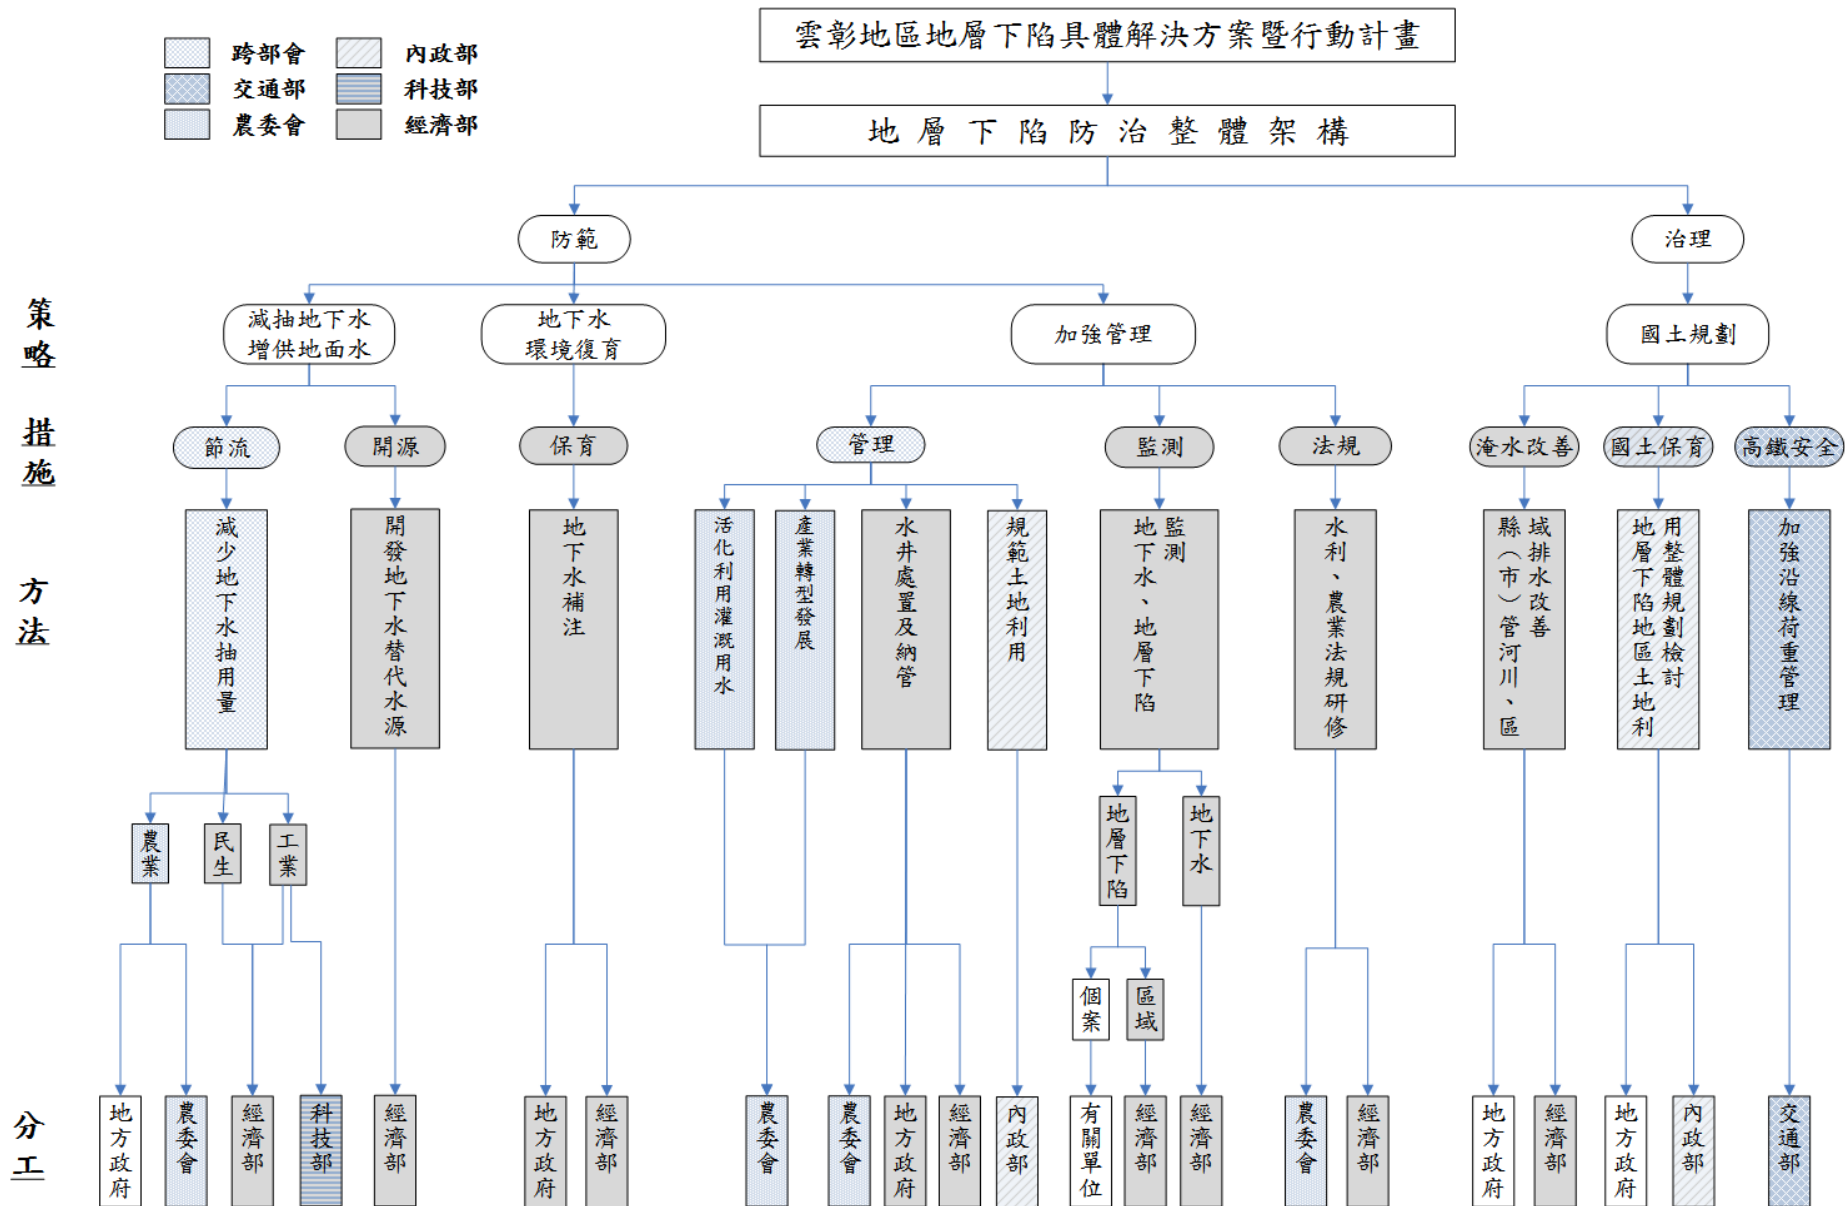 雲彰地區地層下陷具體解決方案暨行動計畫
跨部會
內政部
交通部
科技部
農委會
經濟部
地層下陷防治整體架構
防範
治理
策略
減抽地下水
增供地面水
地下水
環境復育
加強管理
國土規劃
措施
節流
開源
保育
管理
監測
法規
淹水改善
國土保育
高鐵安全
方法
減少地下水抽用量
開發地下水替代水源
地下水補注
活化利用灌溉用水
產業轉型發展
水井處置及納管
規範土地利用
地下水、地層下陷
監測
水利、農業法規研修
縣（市）管河川、區
域排水改善
地層下陷地區土地利
用整體規劃檢討
加強沿線荷重管理
農業
民生
工業
地層下陷
地下水
個案
區域
分工
地方政府
農委會
經濟部
科技部
經濟部
地方政府
經濟部
農委會
農委會
地方政府
經濟部
內政部
有關單位
經濟部
經濟部
農委會
經濟部
地方政府
經濟部
地方政府
內政部
交通部